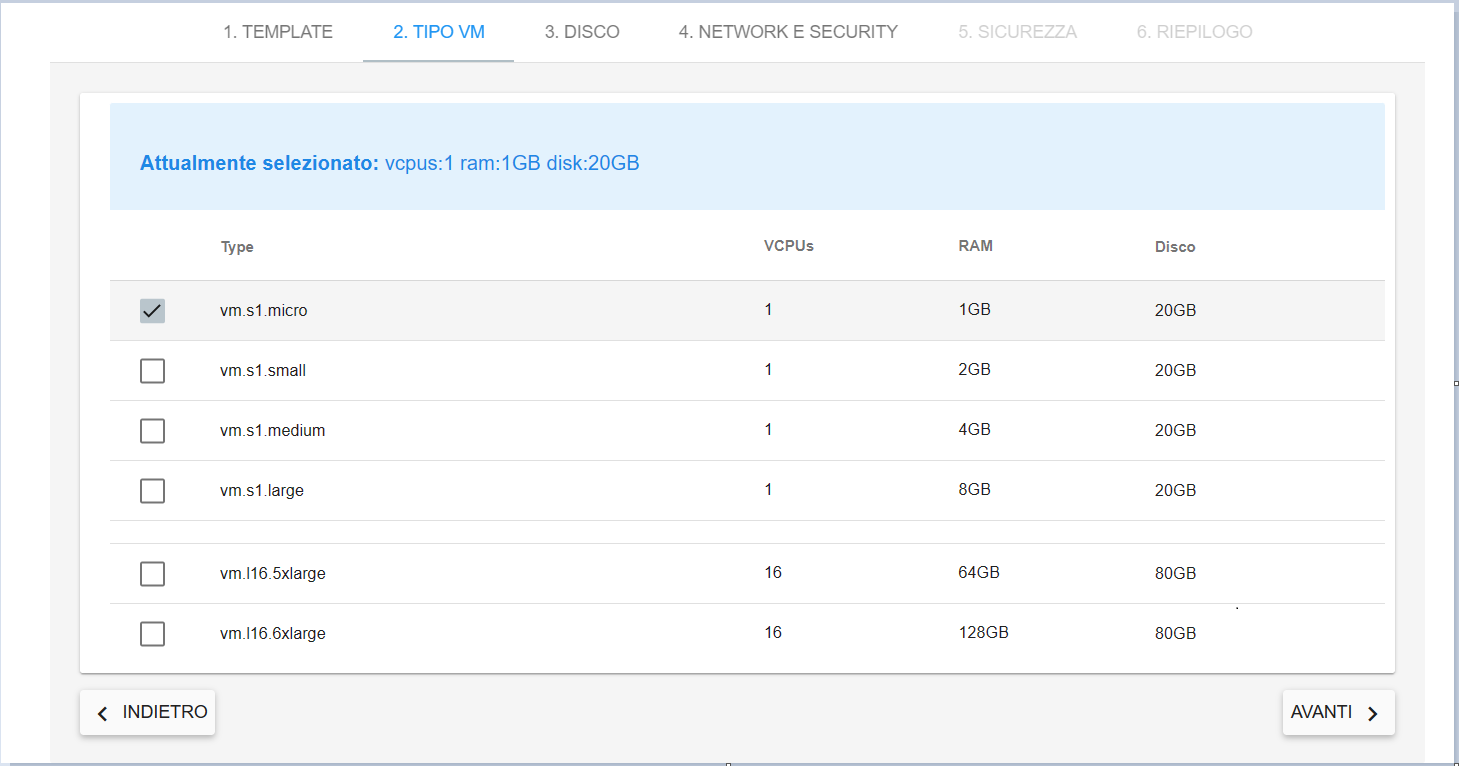 1. TEMPLATE 2. TIPO VM 3. DISCO 4. NETWORK E SECURITY 5. SICUREZZA 6. RIEPILOGO
Attualmente selezionato: vcpus:1 ram:1GB disk:20GB
Type VCPUs RAM Disco
vm.s1.micro 1 1GB 20GB
vm.s1.small 1 2GB 20GB
vm.s1.medium 1 4GB 20GB
vm.s1.large 1 8GB 20GB
vm.l16.5xlarge 16 64GB 80GB
vm.l16.6xlarge 16 128GB 80GB
INDIETRO AVANTI